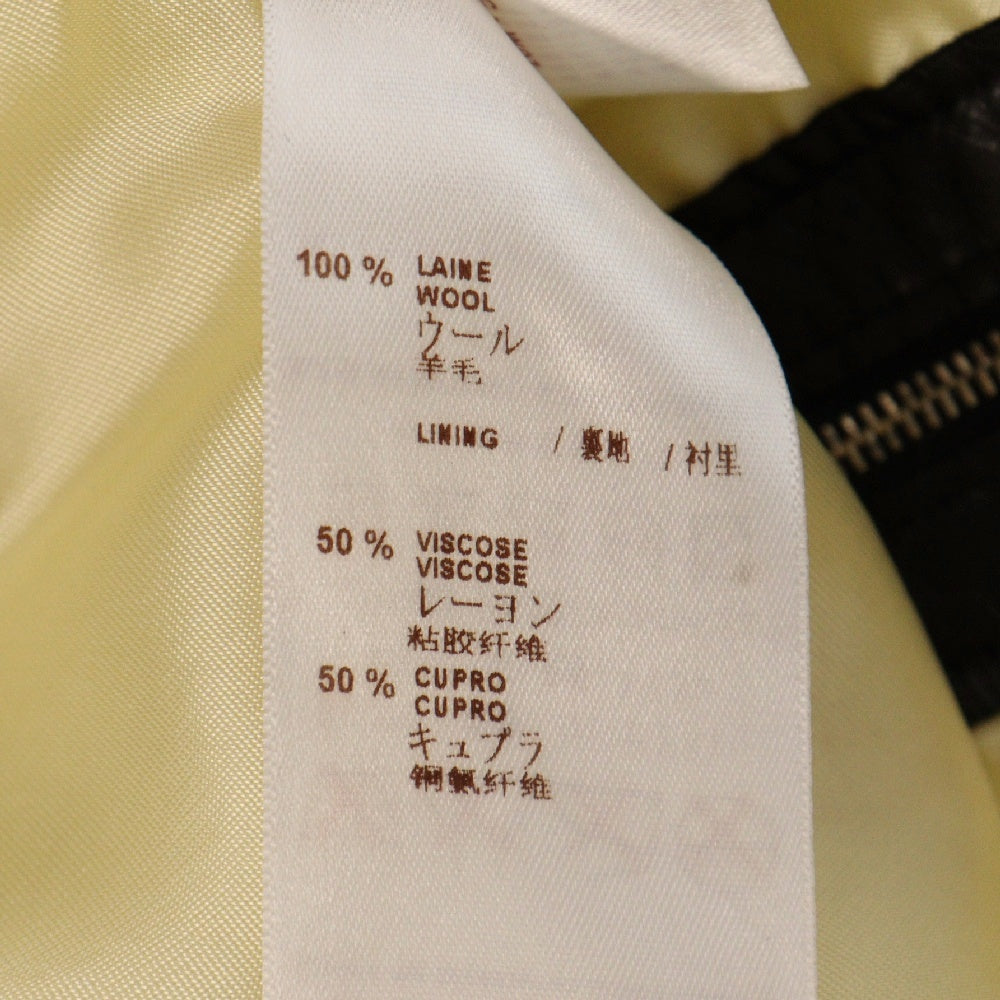 100 % LAINE
WOOL
ウール
羊毛
LINING / 裏地 / 衬里
50 % VISCOSE
VISCOSE
レーヨン
粘胶纤维
50 % CUPRO
CUPRO
キュプラ
铜氨纤维